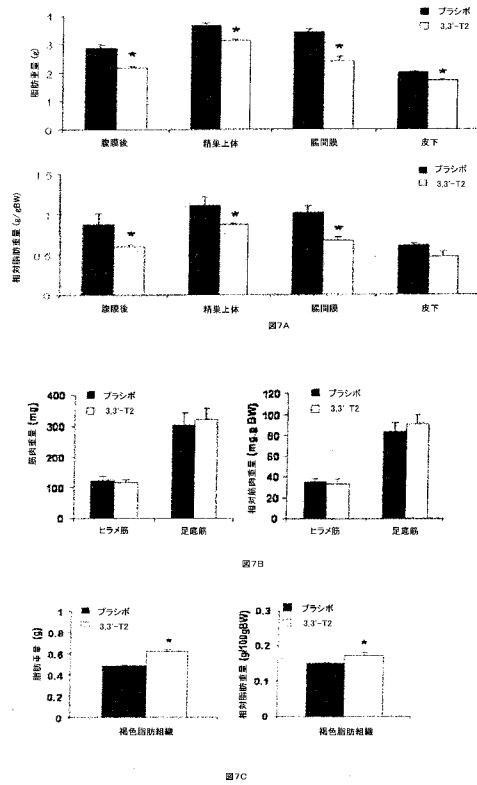 プラシボ
3,3'-T2
脂肪重量 (g)
.4
.3
.2
.1
0
腹膜後
精巣上体
腸間膜
皮下
* * * *
プラシボ
3,3'-T2
相対脂肪重量 (g/gBW)
1.5
1
0.5
0
腹膜後
精巣上体
腸間膜
皮下
* * *
図7A
プラシボ
3,3'-T2
筋肉重量 (mg)
400
300
200
100
0
ヒラメ筋
足底筋
プラシボ
3,3'-T2
相対筋肉重量 (mg.g BW)
120
100
80
60
40
20
0
ヒラメ筋
足底筋
図7B
プラシボ
3,3'-T2
脂肪重量 (g)
1
0.8
0.6
0.4
0.2
0
*
褐色脂肪組織
プラシボ
3,3'-T2
相対脂肪重量 (g/100gBW)
0.3
0.2
0.1
0
*
褐色脂肪組織
図7C